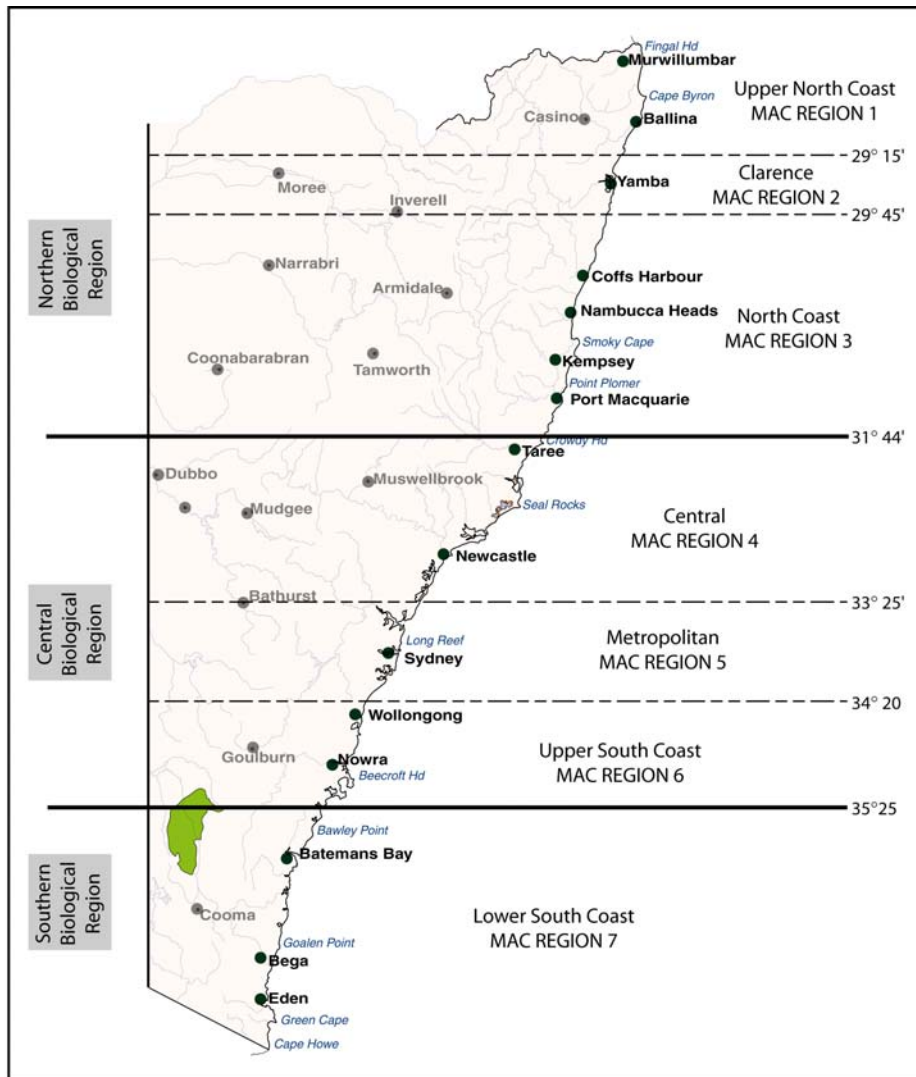 Fingal Hd
Murwillumbar
Cape Byron
Upper North Coast
MAC REGION 1
Casino
Ballina
29° 15'
Moree
Yamba
Clarence
MAC REGION 2
Inverell
29° 45'
Northern
Biological
Region
Narrabri
Coffs Harbour
Armidale
Nambucca Heads
North Coast
MAC REGION 3
Smoky Cape
Coonabarabran
Tamworth
Kempsey
Point Plomer
Port Macquarie
31° 44'
Crowdy Hd
Taree
Dubbo
Muswellbrook
Mudgee
Seal Rocks
Central
MAC REGION 4
Newcastle
Bathurst
33° 25'
Central
Biological
Region
Long Reef
Sydney
Metropolitan
MAC REGION 5
34° 20
Wollongong
Goulburn
Nowra
Beecroft Hd
Upper South Coast
MAC REGION 6
35°25
Bawley Point
Batemans Bay
Southern
Biological
Region
Cooma
Lower South Coast
MAC REGION 7
Goalen Point
Bega
Eden
Green Cape
Cape Howe